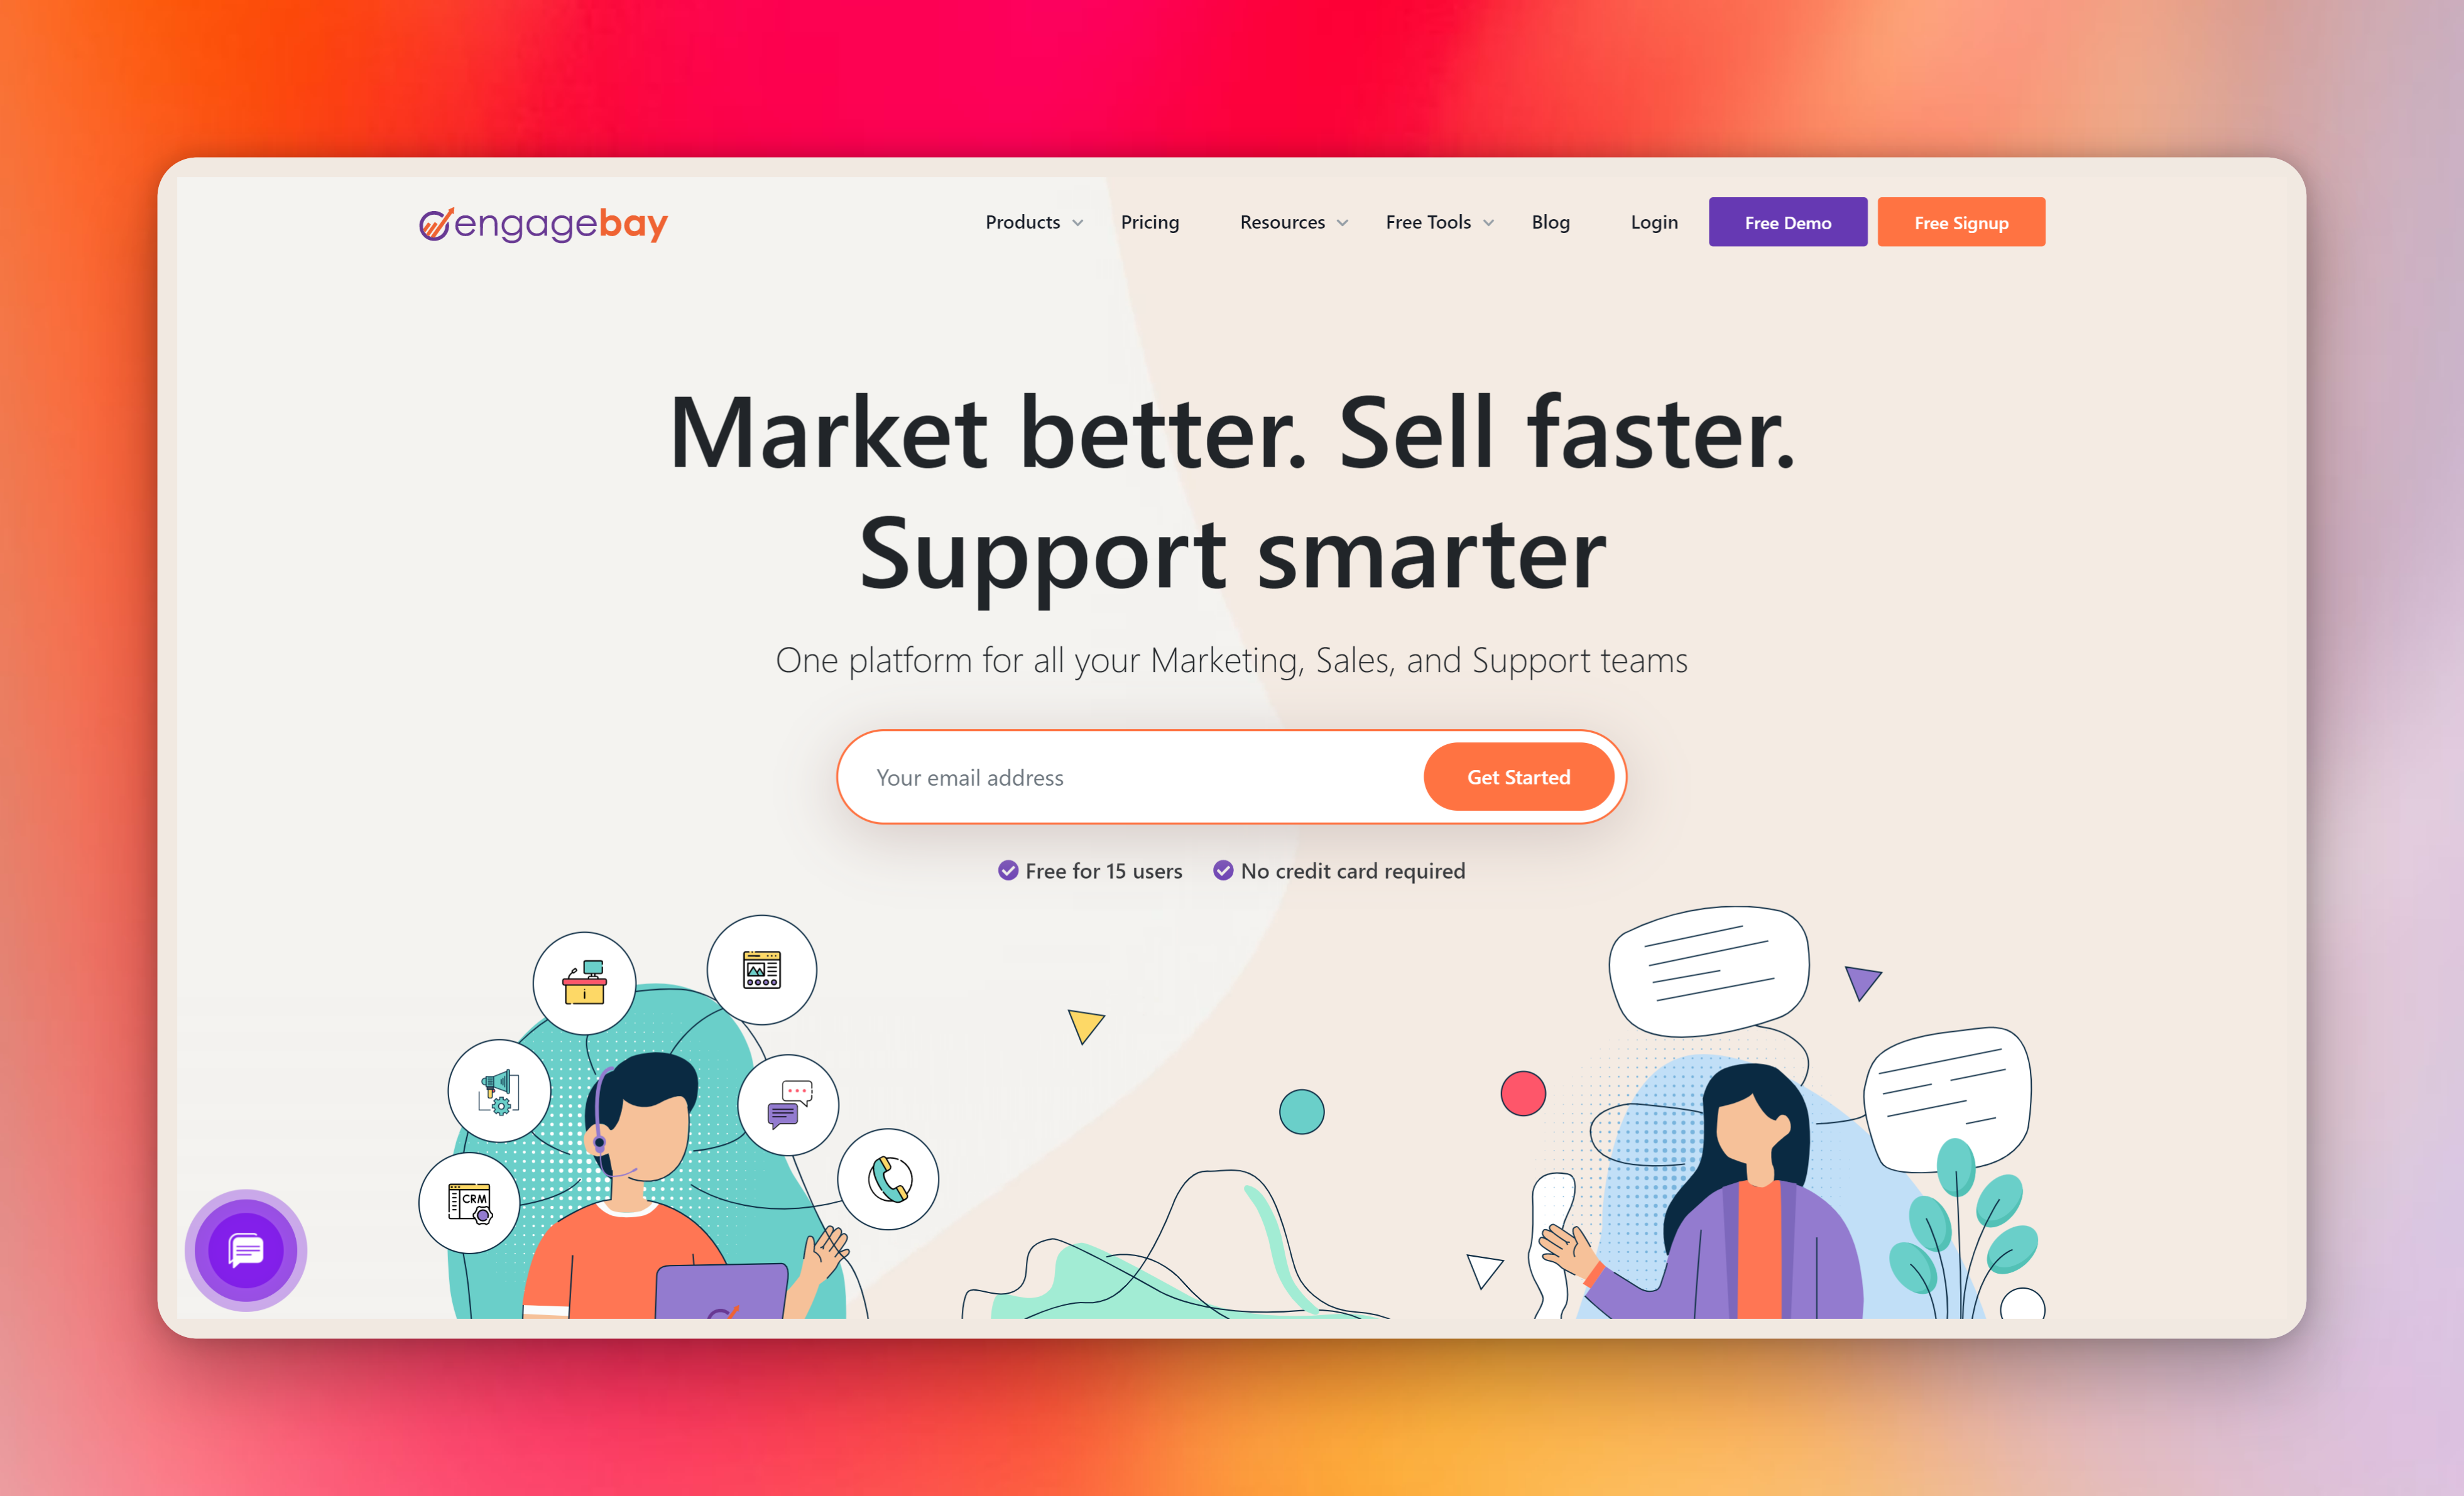 engagebay
Products Pricing Resources Free Tools Blog Login Free Demo Free Signup
Market better. Sell faster.
Support smarter
One platform for all your Marketing, Sales, and Support teams
Your email address Get Started
Free for 15 users No credit card required
i
CRM